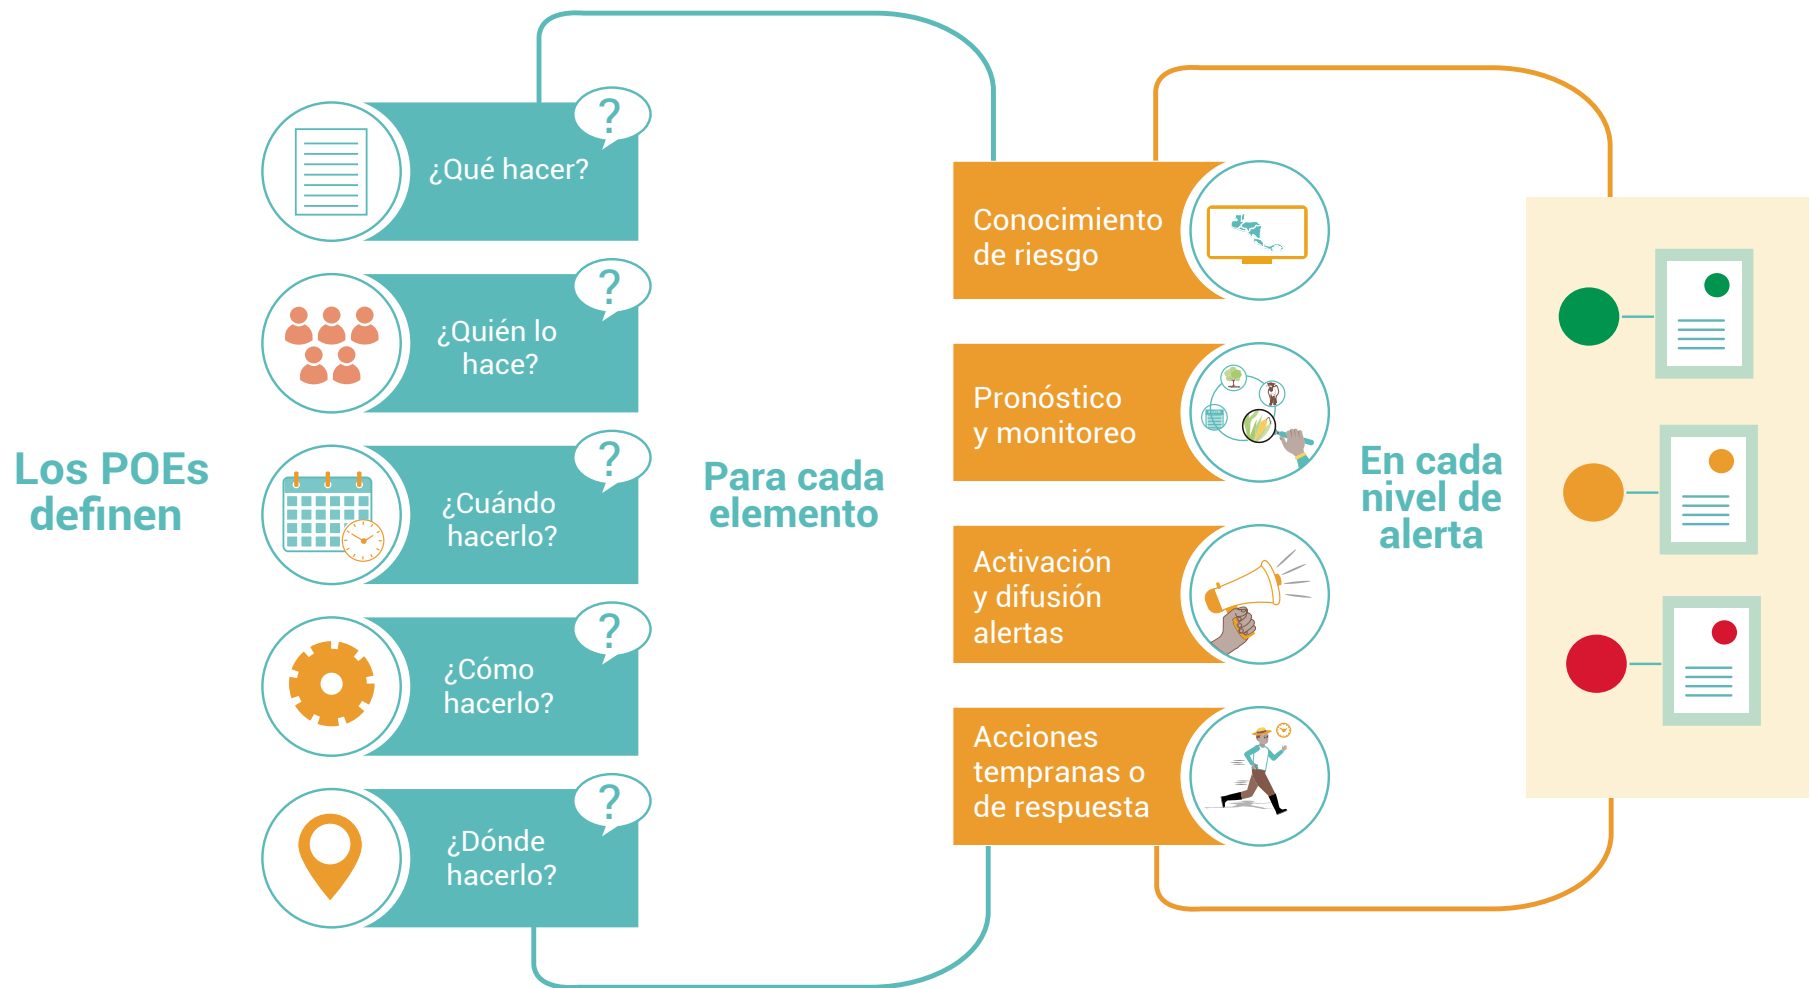 Los POEs
definen
?
¿Qué hacer?
?
¿Quién lo
hace?
?
¿Cuándo
hacerlo?
?
¿Cómo
hacerlo?
?
¿Dónde
hacerlo?
Para cada
elemento
Conocimiento
de riesgo
Pronóstico
y monitoreo
Activación
y difusión
alertas
Acciones
tempranas o
de respuesta
En cada
nivel de
alerta